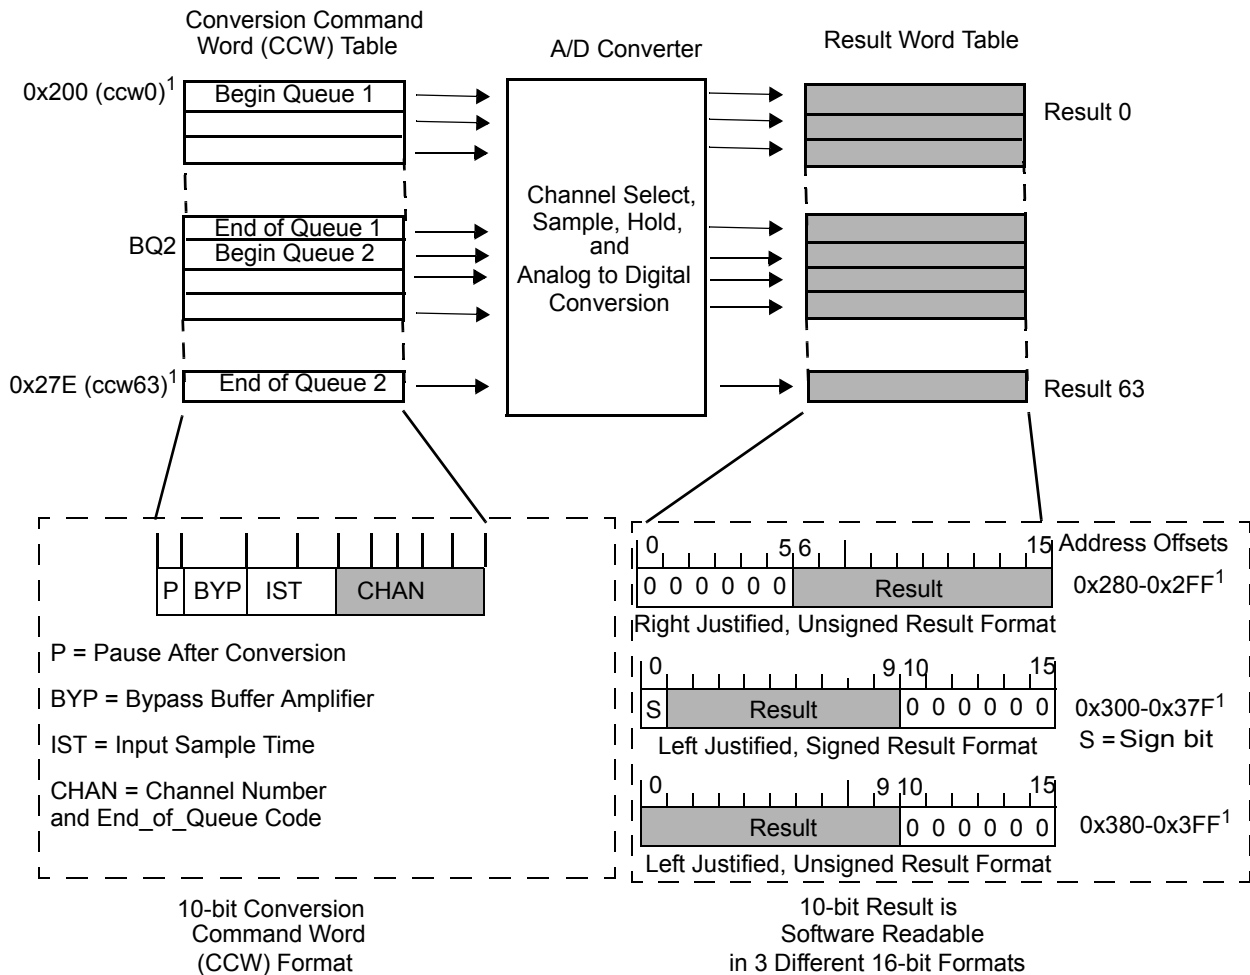 Conversion Command
Word (CCW) Table
A/D Converter
Result Word Table
0x200 (ccw0)1
Begin Queue 1
Result 0
Channel Select,
Sample, Hold,
and
Analog to Digital
Conversion
End of Queue 1
BQ2
Begin Queue 2
0x27E (ccw63)1
End of Queue 2
Result 63
P BYP IST CHAN
P = Pause After Conversion
BYP = Bypass Buffer Amplifier
IST = Input Sample Time
CHAN = Channel Number
and End_of_Queue Code
10-bit Conversion
Command Word
(CCW) Format
0 5 6 15
Address Offsets
0 0 0 0 0 0 Result
0x280-0x2FF1
Right Justified, Unsigned Result Format
0 9 10 15
S Result 0 0 0 0 0 0
0x300-0x37F1
S = Sign bit
Left Justified, Signed Result Format
0 9 10 15
Result 0 0 0 0 0 0
0x380-0x3FF1
Left Justified, Unsigned Result Format
10-bit Result is
Software Readable
in 3 Different 16-bit Formats